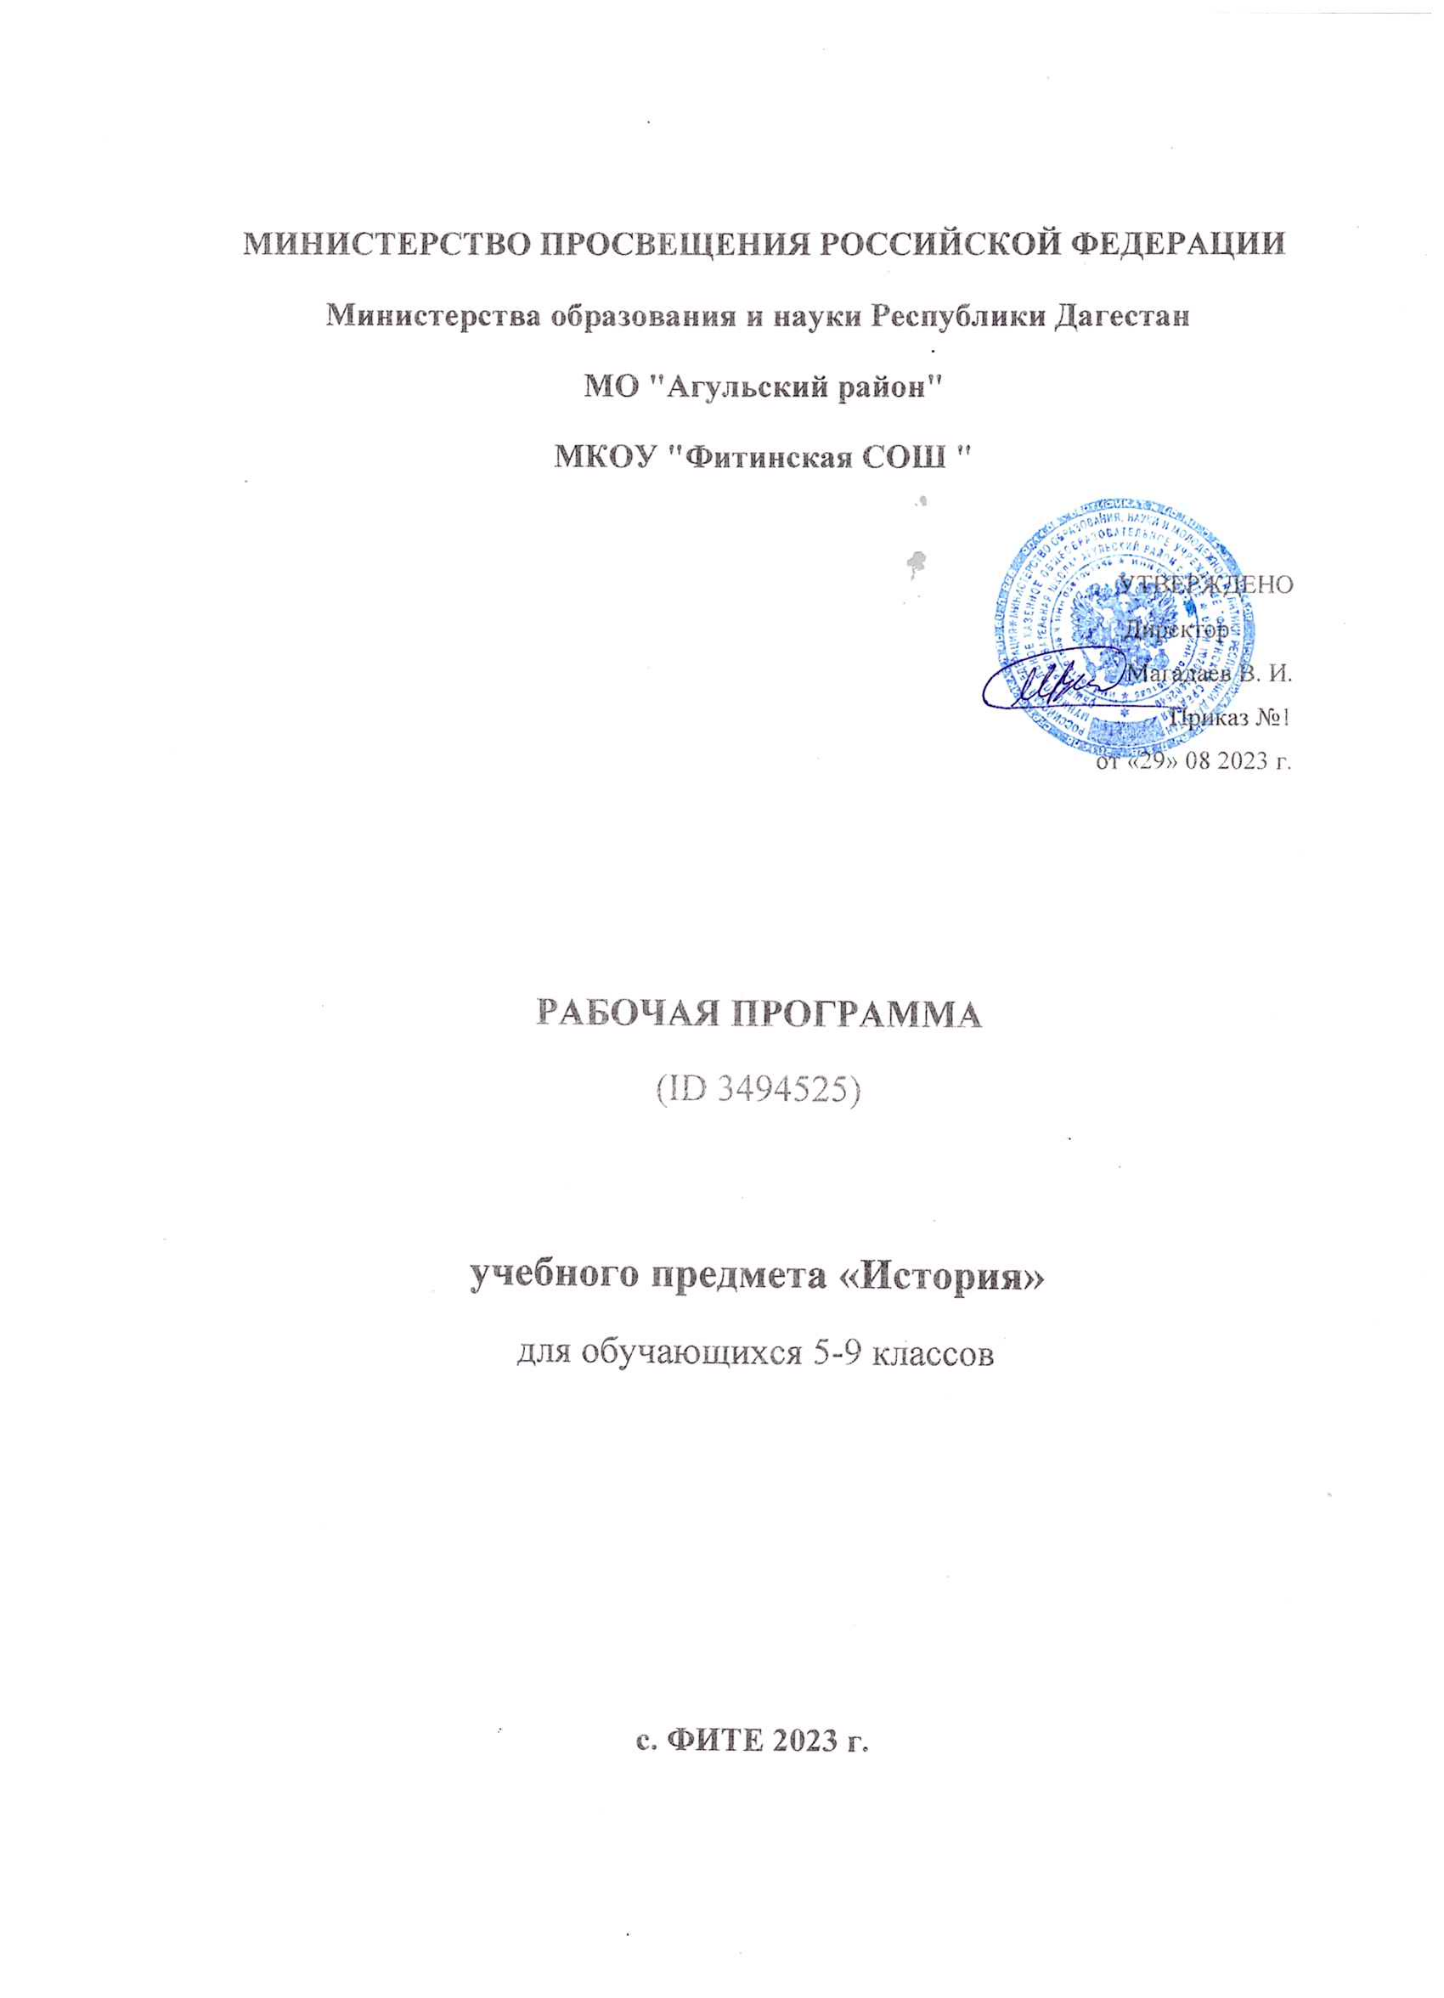 МИНИСТЕРСТВО ПРОСВЕЩЕНИЯ РОССИЙСКОЙ ФЕДЕРАЦИИ
Министерства образования и науки Республики Дагестан
МО "Агульский район"
МКОУ "Фитинская СОШ "
УТВЕРЖДЕНО
Директор
Магадаев В. И.
Приказ №1
от «29» 08 2023 г.
РАБОЧАЯ ПРОГРАММА
(ID 3494525)
учебного предмета «История»
для обучающихся 5-9 классов
с. ФИТЕ 2023 г.